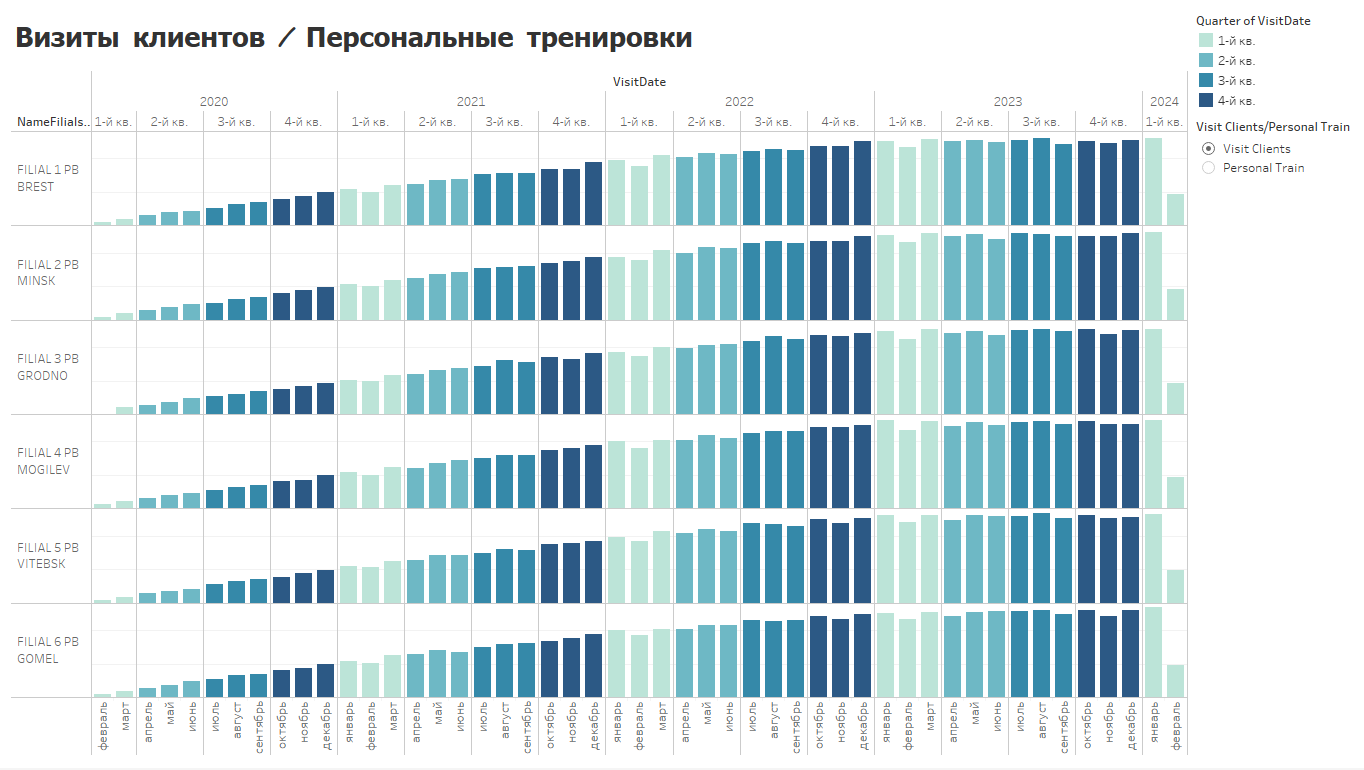 Визиты клиентов / Персональные тренировки
VisitDate
2020 2021 2022 2023 2024
NameFilials.. 1-й кв. 2-й кв. 3-й кв. 4-й кв. 1-й кв. 2-й кв. 3-й кв. 4-й кв. 1-й кв. 2-й кв. 3-й кв. 4-й кв. 1-й кв. 2-й кв. 3-й кв. 4-й кв. 1-й кв.
FILIAL 1 PB
BREST
FILIAL 2 PB
MINSK
FILIAL 3 PB
GRODNO
FILIAL 4 PB
MOGILEV
FILIAL 5 PB
VITEBSK
FILIAL 6 PB
GOMEL
февраль март апрель май июнь июль август сентябрь октябрь ноябрь декабрь январь февраль март апрель май июнь июль август сентябрь октябрь ноябрь декабрь январь февраль март апрель май июнь июль август сентябрь октябрь ноябрь декабрь январь февраль март апрель май июнь июль август сентябрь октябрь ноябрь декабрь январь февраль
Quarter of VisitDate
1-й кв.
2-й кв.
3-й кв.
4-й кв.
Visit Clients/Personal Train
Visit Clients
Personal Train